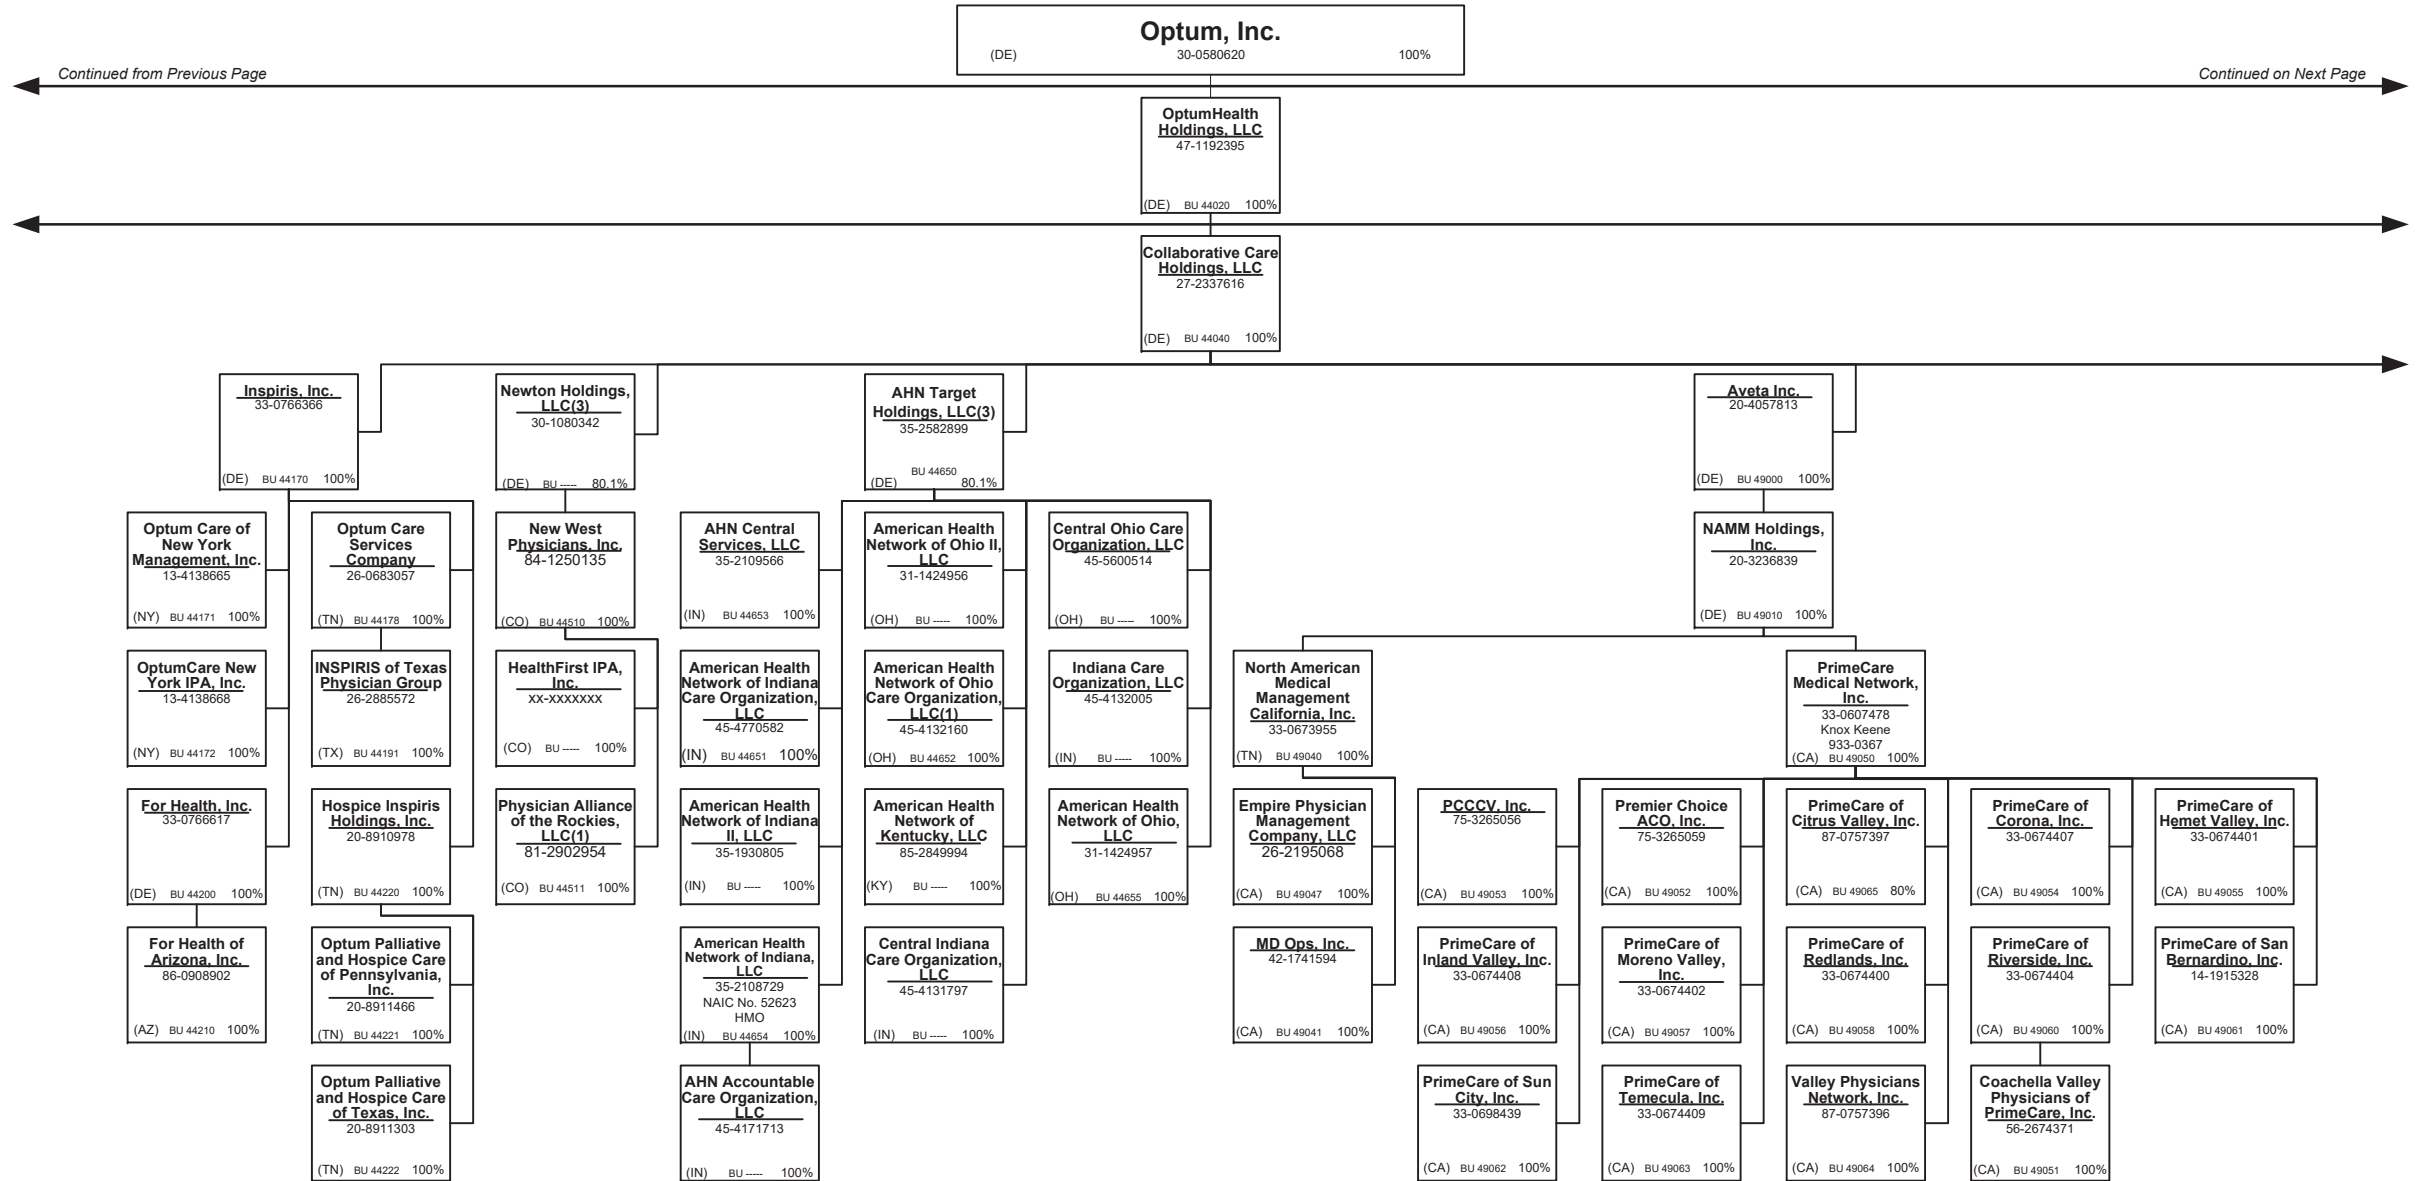 Optum, Inc.
(DE) 30-0580620 100%
Continued from Previous Page
Continued on Next Page
OptumHealth
Holdings, LLC
47-1192395
(DE) BU 44020 100%
Collaborative Care
Holdings, LLC
27-2337616
(DE) BU 44040 100%
Inspiris, Inc.
33-0766366
(DE) BU 44170 100%
Newton Holdings,
LLC(3)
30-1080342
(DE) BU ----- 80.1%
AHN Target
Holdings, LLC(3)
35-2582899
BU 44650
(DE) 80.1%
Aveta Inc.
20-4057813
(DE) BU 49000 100%
Optum Care of
New York
Management, Inc.
13-4138665
(NY) BU 44171 100%
Optum Care
Services
Company
26-0683057
(TN) BU 44178 100%
New West
Physicians, Inc.
84-1250135
(CO) BU 44510 100%
AHN Central
Services, LLC
35-2109566
(IN) BU 44653 100%
American Health
Network of Ohio II,
LLC
31-1424956
(OH) BU ----- 100%
Central Ohio Care
Organization, LLC
45-5600514
(OH) BU ----- 100%
NAMM Holdings,
Inc.
20-3236839
(DE) BU 49010 100%
OptumCare New
York IPA, Inc.
13-4138668
(NY) BU 44172 100%
INSPIRIS of Texas
Physician Group
26-2885572
(TX) BU 44191 100%
HealthFirst IPA,
Inc.
xx-xxxxxxx
(CO) BU ----- 100%
American Health
Network of Indiana
Care Organization,
LLC
45-4770582
(IN) BU 44651 100%
American Health
Network of Ohio
Care Organization,
LLC(1)
45-4132160
(OH) BU 44652 100%
Indiana Care
Organization, LLC
45-4132005
(IN) BU ----- 100%
North American
Medical
Management
California, Inc.
33-0673955
(TN) BU 49040 100%
PrimeCare
Medical Network,
Inc.
33-0607478
Knox Keene
933-0367
(CA) BU 49050 100%
For Health, Inc.
33-0766617
(DE) BU 44200 100%
Hospice Inspiris
Holdings, Inc.
20-8910978
(TN) BU 44220 100%
Physician Alliance
of the Rockies,
LLC(1)
81-2902954
(CO) BU 44511 100%
American Health
Network of Indiana
II, LLC
35-1930805
(IN) BU ----- 100%
American Health
Network of
Kentucky, LLC
85-2849994
(KY) BU ----- 100%
American Health
Network of Ohio,
LLC
31-1424957
(OH) BU 44655 100%
Empire Physician
Management
Company, LLC
26-2195068
(CA) BU 49047 100%
PCCCV, Inc.
75-3265056
(CA) BU 49053 100%
Premier Choice
ACO, Inc.
75-3265059
(CA) BU 49052 100%
PrimeCare of
Citrus Valley, Inc.
87-0757397
(CA) BU 49065 80%
PrimeCare of
Corona, Inc.
33-0674407
(CA) BU 49054 100%
PrimeCare of
Hemet Valley, Inc.
33-0674401
(CA) BU 49055 100%
For Health of
Arizona, Inc.
86-0908902
(AZ) BU 44210 100%
Optum Palliative
and Hospice Care
of Pennsylvania,
Inc.
20-8911466
(TN) BU 44221 100%
American Health
Network of Indiana,
LLC
35-2108729
NAIC No. 52623
HMO
(IN) BU 44654 100%
Central Indiana
Care Organization,
LLC
45-4131797
(IN) BU ----- 100%
MD Ops, Inc.
42-1741594
(CA) BU 49041 100%
PrimeCare of
Inland Valley, Inc.
33-0674408
(CA) BU 49056 100%
PrimeCare of
Moreno Valley,
Inc.
33-0674402
(CA) BU 49057 100%
PrimeCare of
Redlands, Inc.
33-0674400
(CA) BU 49058 100%
PrimeCare of
Riverside, Inc.
33-0674404
(CA) BU 49060 100%
PrimeCare of San
Bernardino, Inc.
14-1915328
(CA) BU 49061 100%
Optum Palliative
and Hospice Care
of Texas, Inc.
20-8911303
(TN) BU 44222 100%
AHN Accountable
Care Organization,
LLC
45-4171713
(IN) BU ----- 100%
PrimeCare of Sun
City, Inc.
33-0698439
(CA) BU 49062 100%
PrimeCare of
Temecula, Inc.
33-0674409
(CA) BU 49063 100%
Valley Physicians
Network, Inc.
87-0757396
(CA) BU 49064 100%
Coachella Valley
Physicians of
PrimeCare, Inc.
56-2674371
(CA) BU 49051 100%